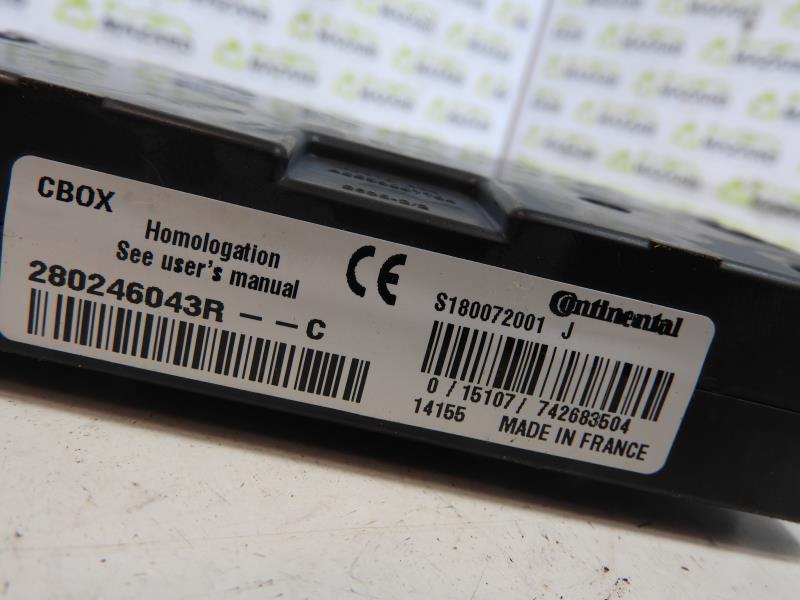 CBOX
Homologation
See user's manual
280246043R -- C
CE
S180072001 J
Continental
0 / 15107 / 742683504
14155 MADE IN FRANCE